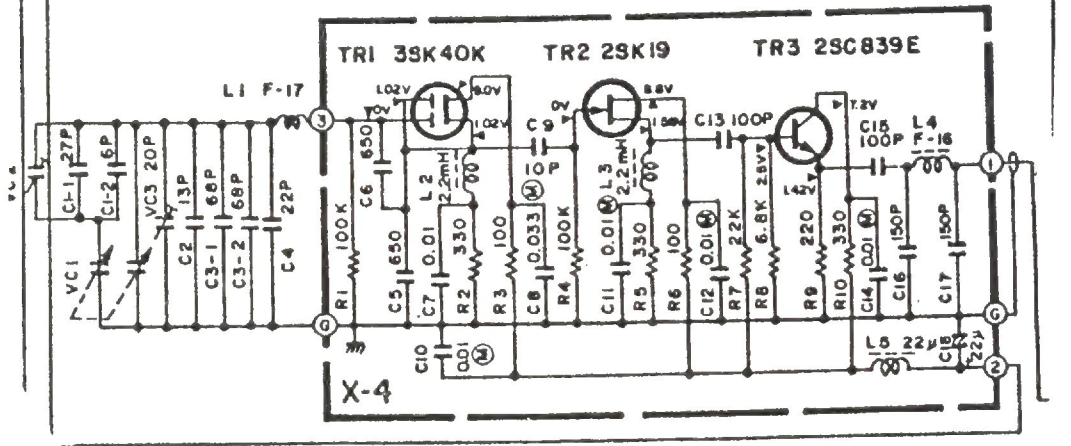 TR1 3SK40K
TR2 2SK19
TR3 2SC839E
L1 F-17
3
1.02V
9.0V
0V
1.02V
C6 650
L2 2.2mH
C9 10P
M
0V
8.8V
1.58V
C13 100P
7.2V
2.5V
1.42V
C15 100P
L4 F-16
1
C1-1 27P
C1-2 6P
VC3 20P
C2 13P
C3-1 68P
C3-2 68P
C4 22P
VC1
R1 100K
C5 650
C7 0.01
R2 330
R3 100
C8 0.033
R4 100K
L3 2.2mH
C11 0.01 M
R5 330
R6 100
C12 0.01 M
R7 22K
R8 6.8K
R9 220
R10 330
C14 0.01 M
C16 150P
C17 150P
G
G
C10 0.01 M
L5 22μ
C18 22μ
2
X-4